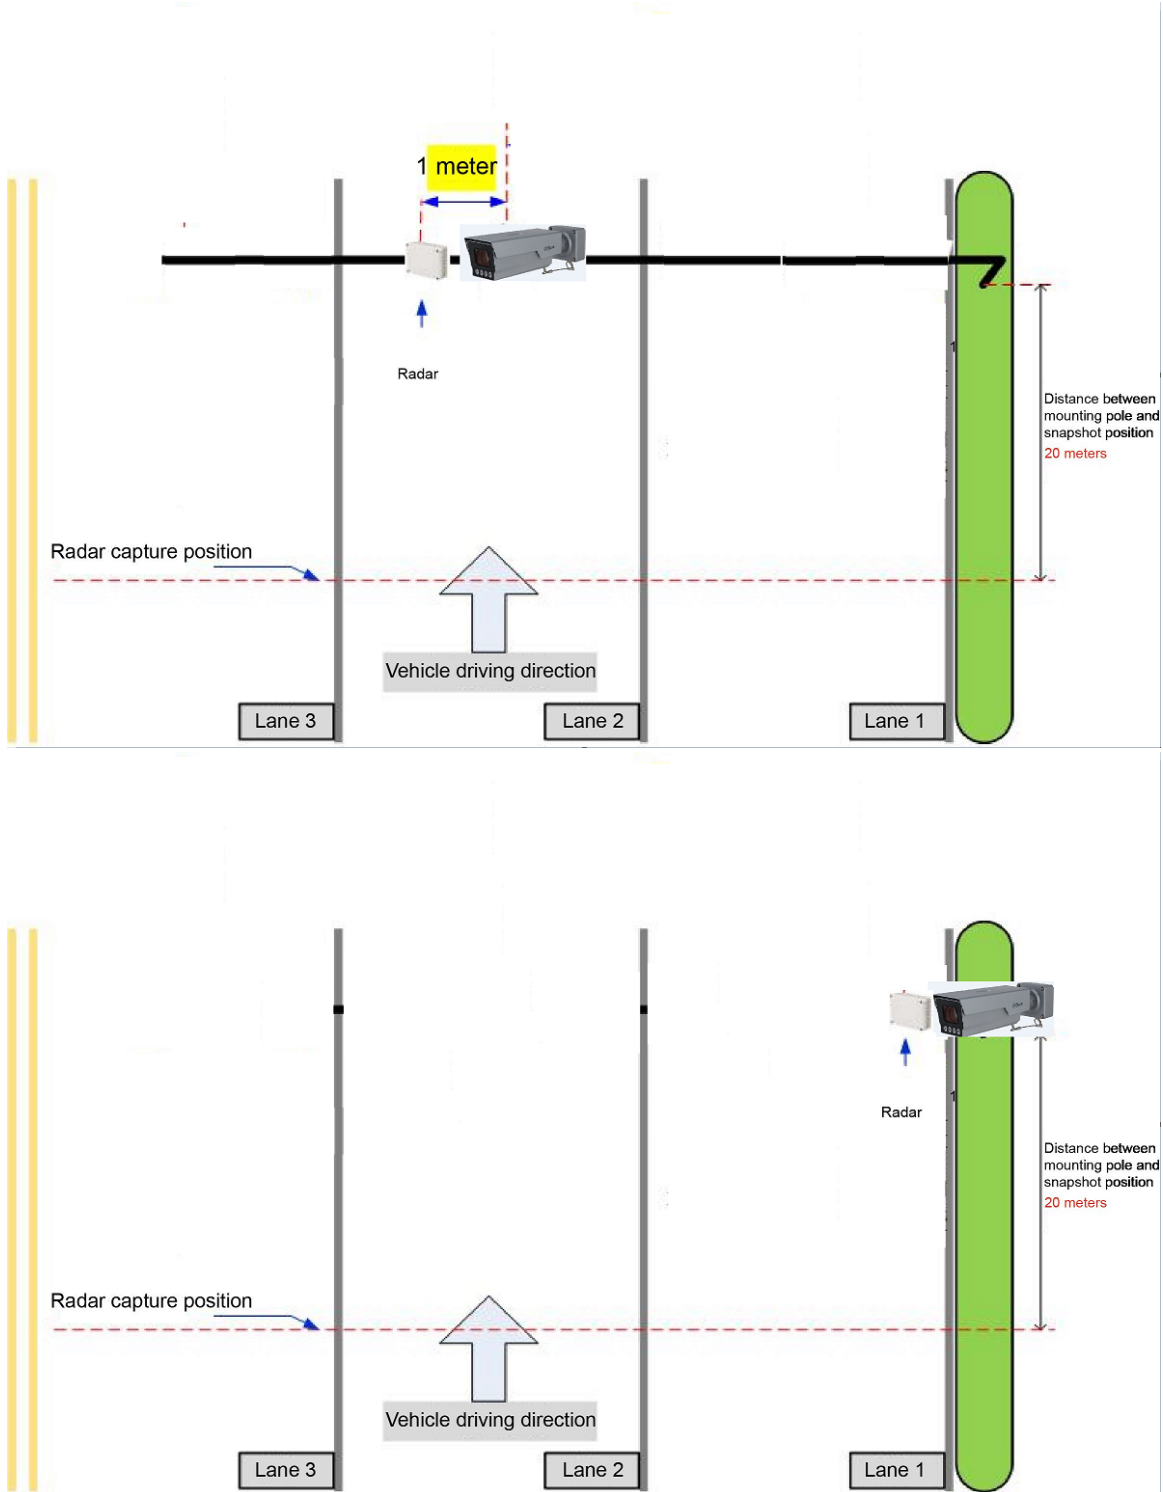 1 meter
Radar
Distance between
mounting pole and
snapshot position
20 meters
Radar capture position
Vehicle driving direction
Lane 3
Lane 2
Lane 1
Radar
Distance between
mounting pole and
snapshot position
20 meters
Radar capture position
Vehicle driving direction
Lane 3
Lane 2
Lane 1